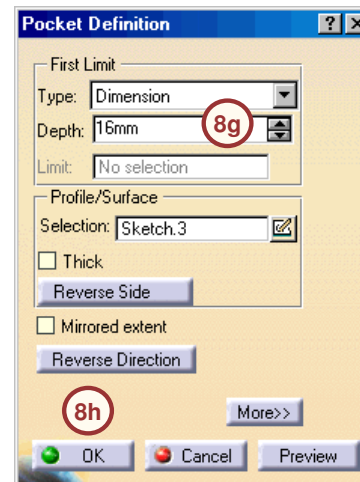 Pocket Definition ? X
First Limit
Type: Dimension
Depth: 16mm 8g
Limit: No selection
Profile/Surface
Selection: Sketch.3
Thick
Reverse Side
Mirrored extent
Reverse Direction
8h More>>
OK Cancel Preview